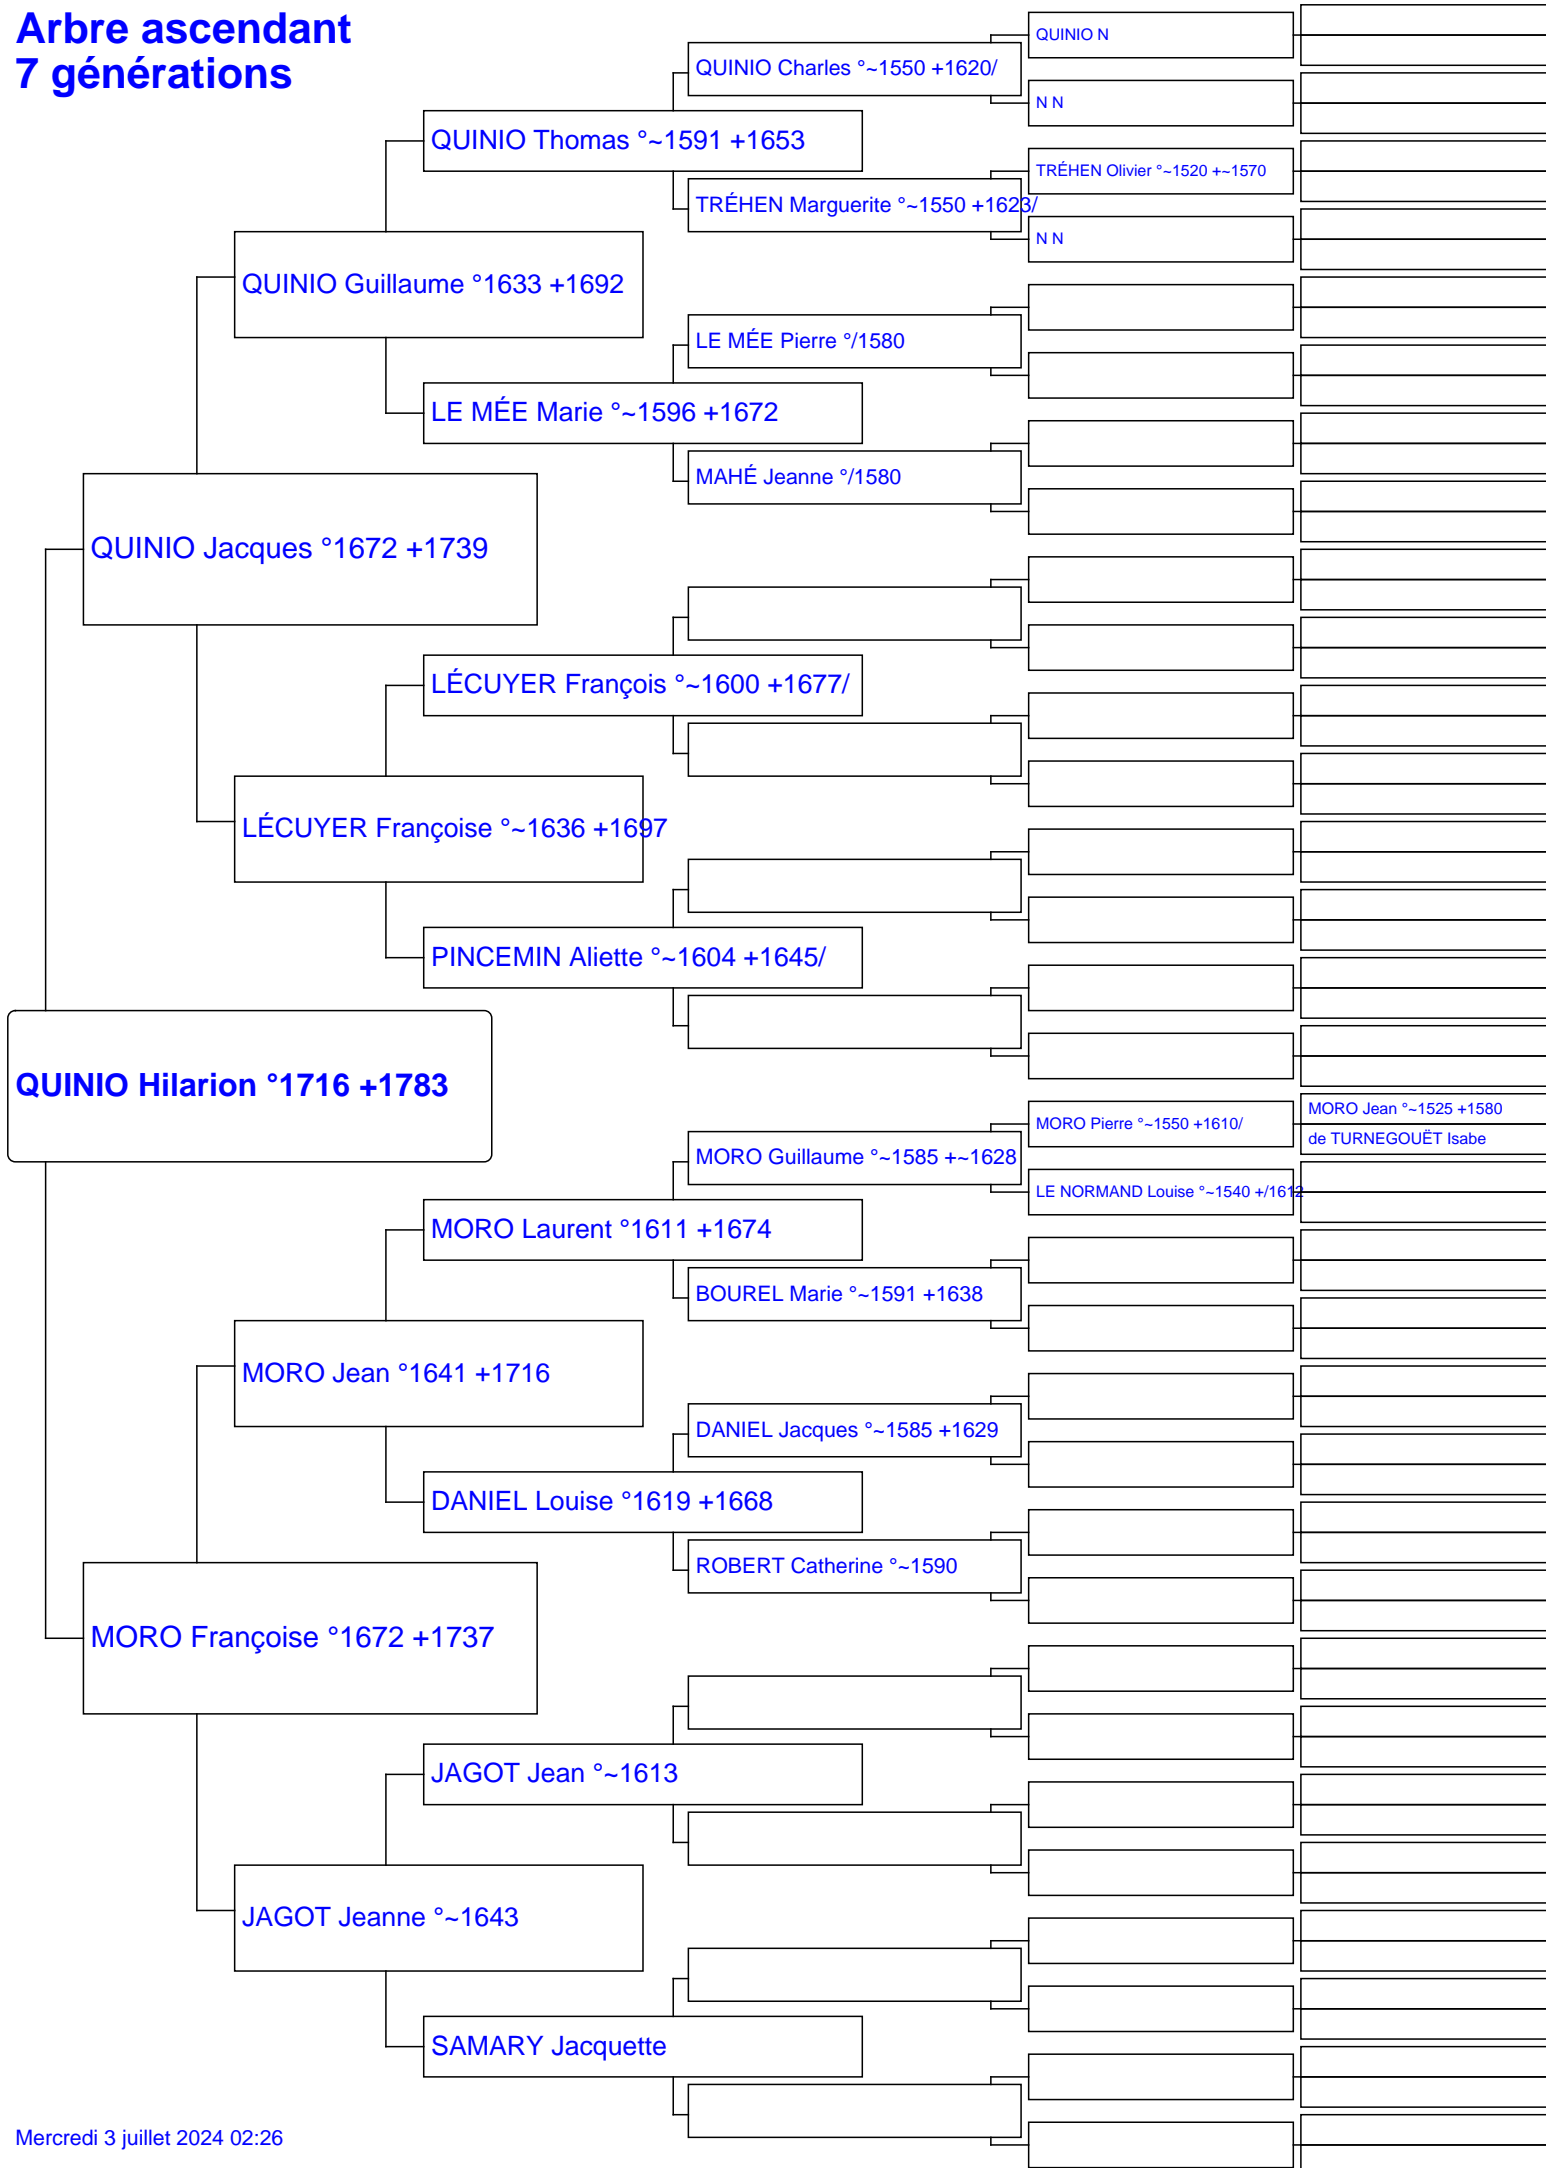 Arbre ascendant
7 générations
QUINIO N
QUINIO Charles °~1550 +1620/
N N
QUINIO Thomas °~1591 +1653
TRÉHEN Olivier °~1520 +~1570
TRÉHEN Marguerite °~1550 +1623/
N N
QUINIO Guillaume °1633 +1692
LE MÉE Pierre °/1580
LE MÉE Marie °~1596 +1672
MAHÉ Jeanne °/1580
QUINIO Jacques °1672 +1739
LÉCUYER François °~1600 +1677/
LÉCUYER Françoise °~1636 +1697
PINCEMIN Aliette °~1604 +1645/
QUINIO Hilarion °1716 +1783
MORO Jean °~1525 +1580
MORO Pierre °~1550 +1610/
de TURNEGOUËT Isabe
MORO Guillaume °~1585 +~1628
LE NORMAND Louise °~1540 +/1612
MORO Laurent °1611 +1674
BOUREL Marie °~1591 +1638
MORO Jean °1641 +1716
DANIEL Jacques °~1585 +1629
DANIEL Louise °1619 +1668
ROBERT Catherine °~1590
MORO Françoise °1672 +1737
JAGOT Jean °~1613
JAGOT Jeanne °~1643
SAMARY Jacquette
Mercredi 3 juillet 2024 02:26